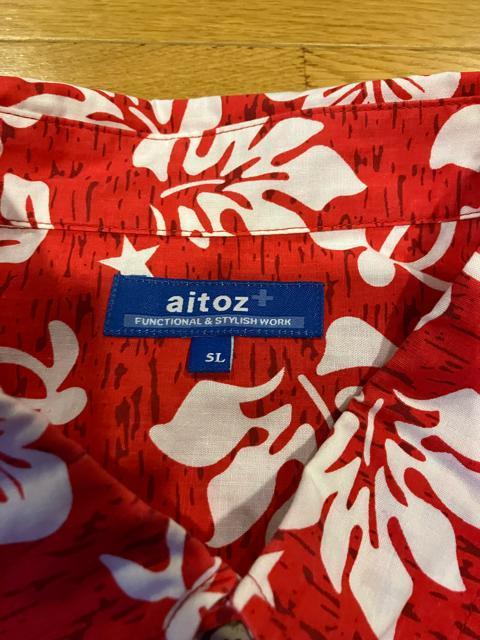 aitoz+
FUNCTIONAL & STYLISH WORK
SL